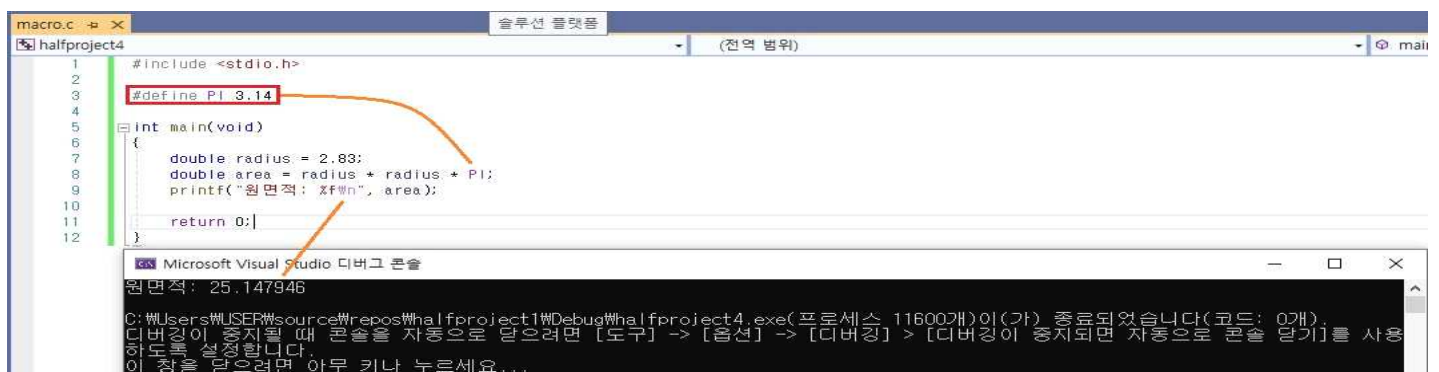 macro.c
솔루션 플랫폼
halfproject4 (전역 범위) mai
1 #include <stdio.h>
2
3 #define PI 3.14
4
5 int main(void)
6 {
7 double radius = 2.83;
8 double area = radius * radius * PI;
9 printf("원면적: %f₩n", area);
10
11 return 0;
12 }
Microsoft Visual Studio 디버그 콘솔
원면적: 25.147946
C:₩Users₩USER₩source₩repos₩halfproject1₩Debug₩halfproject4.exe(프로세스 11600개)이(가) 종료되었습니다(코드: 0개).
디버깅이 중지될 때 콘솔을 자동으로 닫으려면 [도구] -> [옵션] -> [디버깅] > [디버깅이 중지되면 자동으로 콘솔 닫기]를 사용
하도록 설정합니다.
이 창을 닫으려면 아무 키나 누르세요...